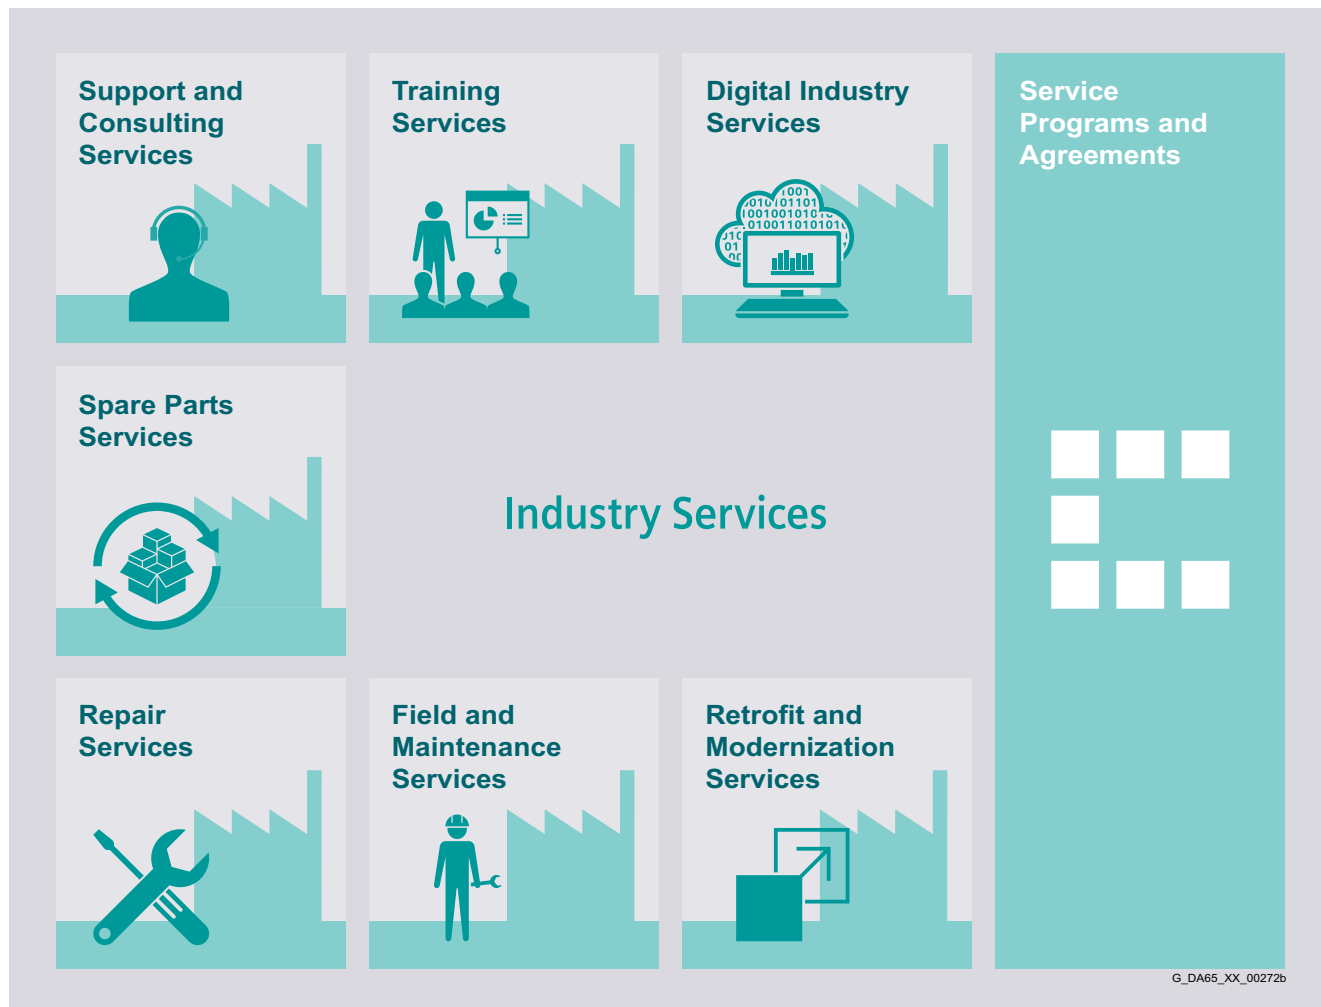 Support and
Consulting
Services
Training
Services
Digital Industry
Services
Service
Programs and
Agreements
Spare Parts
Services
Industry Services
Repair
Services
Field and
Maintenance
Services
Retrofit and
Modernization
Services
G_DA65_XX_00272b